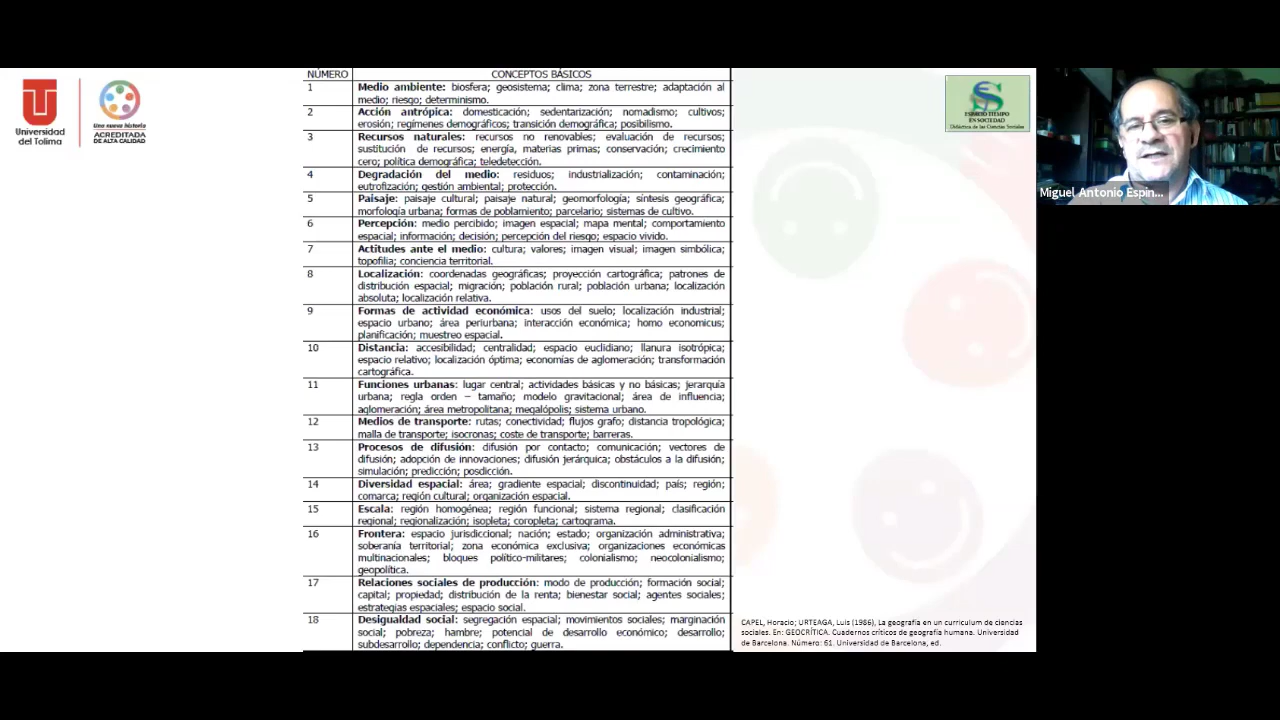 Universidad
del Tolima
Una nueva historia
ACREDITADA
DE ALTA CALIDAD
NÚMERO CONCEPTOS BÁSICOS
1 Medio ambiente: biosfera; geosistema; clima; zona terrestre; adaptación al
medio; riesgo; determinismo.
2 Acción antrópica: domesticación; sedentarización; nomadismo; cultivos;
erosión; regímenes demográficos; transición demográfica; posibilismo.
3 Recursos naturales: recursos no renovables; evaluación de recursos;
sustitución de recursos; energía, materias primas; conservación; crecimiento
cero; política demográfica; teledetección.
4 Degradación del medio: residuos; industrialización; contaminación;
eutrofización; gestión ambiental; protección.
5 Paisaje: paisaje cultural; paisaje natural; geomorfología; síntesis geográfica;
morfología urbana; formas de poblamiento; parcelario; sistemas de cultivo.
6 Percepción: medio percibido; imagen espacial; mapa mental; comportamiento
espacial; información; decisión; percepción del riesgo; espacio vivido.
7 Actitudes ante el medio: cultura; valores; imagen visual; imagen simbólica;
topofilia; conciencia territorial.
8 Localización: coordenadas geográficas; proyección cartográfica; patrones de
distribución espacial; migración; población rural; población urbana; localización
absoluta; localización relativa.
9 Formas de actividad económica: usos del suelo; localización industrial;
espacio urbano; área periurbana; interacción económica; homo economicus;
planificación; muestreo espacial.
10 Distancia: accesibilidad; centralidad; espacio euclidiano; llanura isotrópica;
espacio relativo; localización óptima; economías de aglomeración; transformación
cartográfica.
11 Funciones urbanas: lugar central; actividades básicas y no básicas; jerarquía
urbana; regla orden – tamaño; modelo gravitacional; área de influencia;
aglomeración; área metropolitana; megalópolis; sistema urbano.
12 Medios de transporte: rutas; conectividad; flujos grafo; distancia tropológica;
malla de transporte; isocronas; coste de transporte; barreras.
13 Procesos de difusión: difusión por contacto; comunicación; vectores de
difusión; adopción de innovaciones; difusión jerárquica; obstáculos a la difusión;
simulación; predicción; posdicción.
14 Diversidad espacial: área; gradiente espacial; discontinuidad; país; región;
comarca; región cultural; organización espacial.
15 Escala: región homogénea; región funcional; sistema regional; clasificación
regional; regionalización; isopleta; coropleta; cartograma.
16 Frontera: espacio jurisdiccional; nación; estado; organización administrativa;
soberanía territorial; zona económica exclusiva; organizaciones económicas
multinacionales; bloques político-militares; colonialismo; neocolonialismo;
geopolítica.
17 Relaciones sociales de producción: modo de producción; formación social;
capital; propiedad; distribución de la renta; bienestar social; agentes sociales;
estrategias espaciales; espacio social.
18 Desigualdad social: segregación espacial; movimientos sociales; marginación
social; pobreza; hambre; potencial de desarrollo económico; desarrollo;
subdesarrollo; dependencia; conflicto; guerra.
ESPACIO TIEMPO
EN SOCIEDAD
Didáctica de las Ciencias Sociales
Miguel Antonio Espin...
CAPEL, Horacio; URTEAGA, Luis (1986), La geografía en un curriculum de ciencias
sociales. En: GEOCRÍTICA. Cuadernos críticos de geografía humana. Universidad
de Barcelona. Número: 61. Universidad de Barcelona, ed.